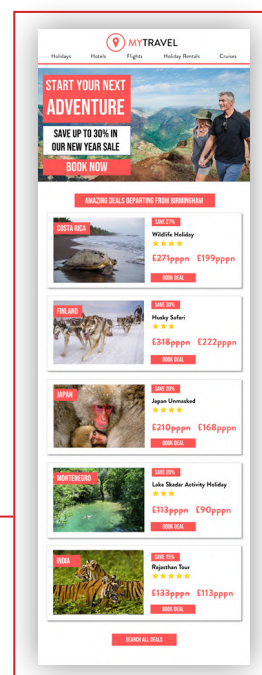 MYTRAVEL
Holidays Hotels Flights Holiday Rentals Cruises
START YOUR NEXT
ADVENTURE
SAVE UP TO 30% IN
OUR NEW YEAR SALE
BOOK NOW
AMAZING DEALS DEPARTING FROM BIRMINGHAM
COSTA RICA
SAVE 27%
Wildlife Holiday
£271pppn £199pppn
BOOK DEAL
FINLAND
SAVE 30%
Husky Safari
£318pppn £222pppn
BOOK DEAL
JAPAN
SAVE 20%
Japan Unmasked
£210pppn £168pppn
BOOK DEAL
MONTENEGRO
SAVE 20%
Lake Skadar Activity Holiday
£113pppn £90pppn
BOOK DEAL
INDIA
SAVE 15%
Rajasthan Tour
£133pppn £113pppn
BOOK DEAL
SEARCH ALL DEALS